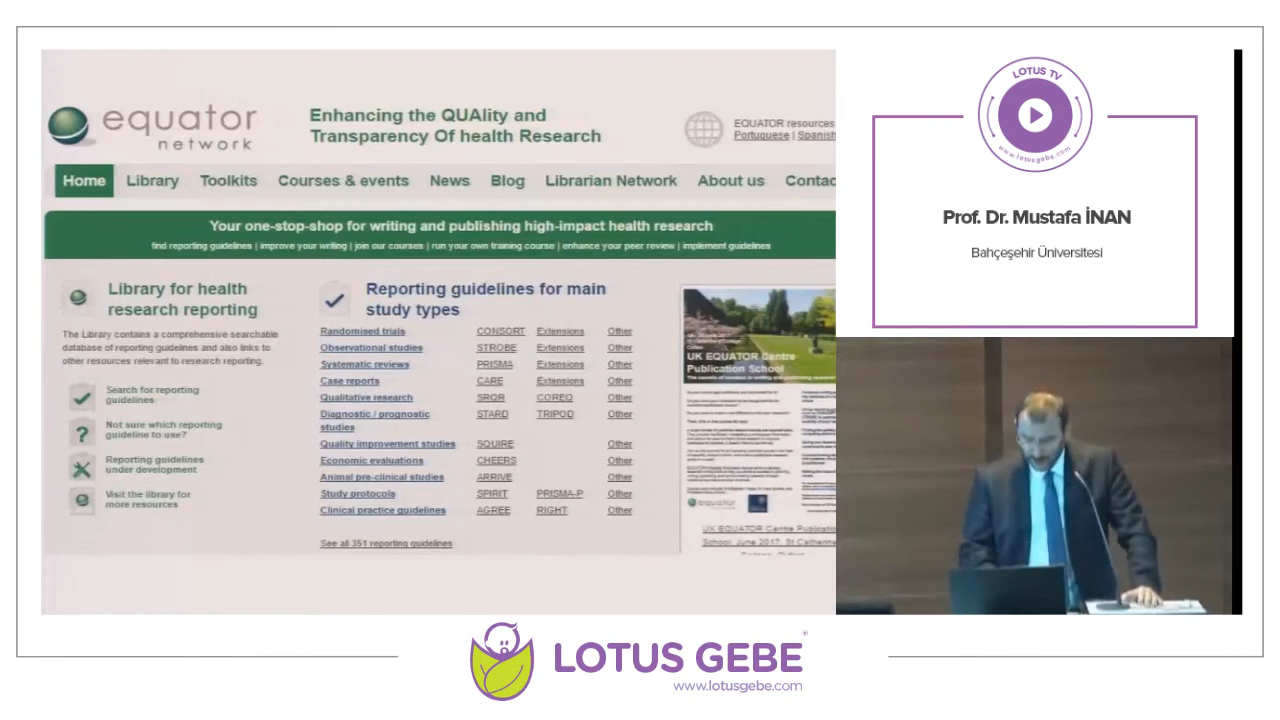 equator
network
Enhancing the QUAlity and
Transparency Of health Research
EQUATOR resources
Portuguese | Spanish
Home Library Toolkits Courses & events News Blog Librarian Network About us Contac
Your one-stop-shop for writing and publishing high-impact health research
find reporting guidelines | improve your writing | join our courses | run your own training course | enhance your peer review | implement guidelines
Library for health
research reporting
The Library contains a comprehensive searchable
database of reporting guidelines and also links to
other resources relevant to research reporting.
Search for reporting
guidelines
Not sure which reporting
guideline to use?
Reporting guidelines
under development
Visit the library for
more resources
Reporting guidelines for main
study types
Randomised trials CONSORT Extensions Other
Observational studies STROBE Extensions Other
Systematic reviews PRISMA Extensions Other
Case reports CARE Extensions Other
Qualitative research SRQR COREQ Other
Diagnostic / prognostic STARD TRIPOD Other
studies
Quality improvement studies SQUIRE Other
Economic evaluations CHEERS Other
Animal pre-clinical studies ARRIVE Other
Study protocols SPIRIT PRISMA-P Other
Clinical practice guidelines AGREE RIGHT Other
See all 351 reporting guidelines
UK EQUATOR Centre
Publication School
equator
UK EQUATOR Centre Publicatio
School, June 2017: St Catherine
LOTUS TV
www.lotusgebe.com
Prof. Dr. Mustafa İNAN
Bahçeşehir Üniversitesi
LOTUS GEBE®
www.lotusgebe.com